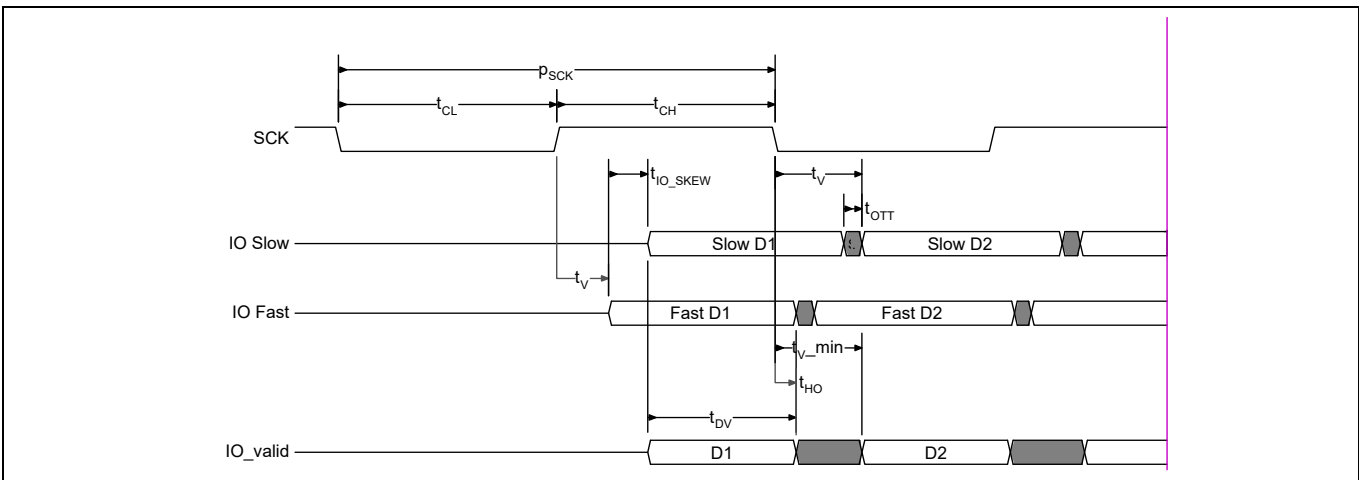 pSCK
tCL tCH
SCK
tIO_SKEW tV
tOTT
IO Slow Slow D1 Slow D2
tV
IO Fast Fast D1 Fast D2
tV_min
tHO
tDV
IO_valid D1 D2